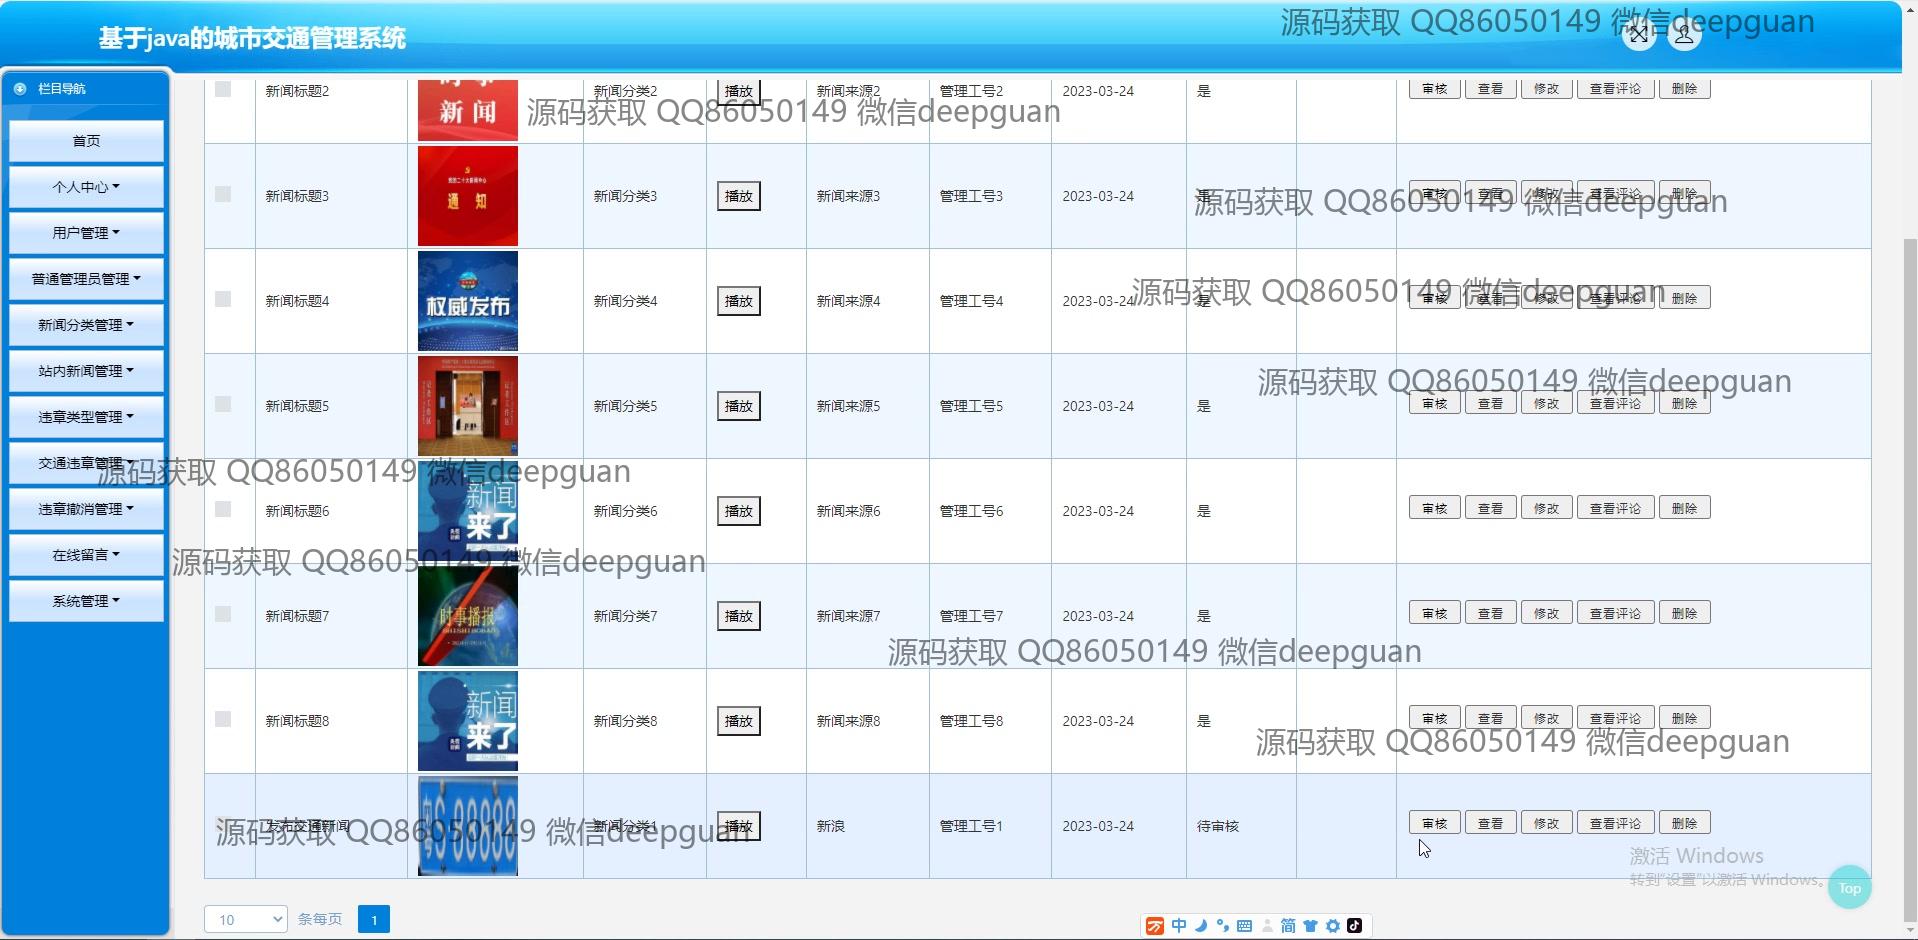 源码获取 QQ86050149 微信deepguan
基于java的城市交通管理系统
栏目导航
首页
个人中心
用户管理
普通管理员管理
新闻分类管理
站内新闻管理
违章类型管理
交通违章管理
违章撤消管理
在线留言
系统管理
新闻标题2 新闻 新闻分类2 播放 新闻来源2 管理工号2 2023-03-24 是 审核 查看 修改 查看评论 删除
源码获取 QQ86050149 微信deepguan
通知
新闻标题3 新闻分类3 播放 新闻来源3 管理工号3 2023-03-24 是 审核 查看 修改 查看评论 删除
源码获取 QQ86050149 微信deepguan
源码获取 QQ86050149 微信deepguan
新闻标题4 权威发布 新闻分类4 播放 新闻来源4 管理工号4 2023-03-24 是 审核 查看 修改 查看评论 删除
源码获取 QQ86050149 微信deepguan
新闻标题5 新闻分类5 播放 新闻来源5 管理工号5 2023-03-24 是 审核 查看 修改 查看评论 删除
源码获取 QQ86050149 微信deepguan
新闻标题6 新闻 来了 新闻分类6 播放 新闻来源6 管理工号6 2023-03-24 是 审核 查看 修改 查看评论 删除
源码获取 QQ86050149 微信deepguan
新闻标题7 时事播报 SHISHIBOBAO 新闻分类7 播放 新闻来源7 管理工号7 2023-03-24 是 审核 查看 修改 查看评论 删除
源码获取 QQ86050149 微信deepguan
新闻标题8 新闻 来了 新闻分类8 播放 新闻来源8 管理工号8 2023-03-24 是 审核 查看 修改 查看评论 删除
源码获取 QQ86050149 微信deepguan
发布交通新闻 新闻分类1 播放 新浪 管理工号1 2023-03-24 待审核 审核 查看 修改 查看评论 删除
源码获取 QQ86050149 微信deepguan
激活 Windows
转到"设置"以激活 Windows。
Top
10 条每页 1
中 简